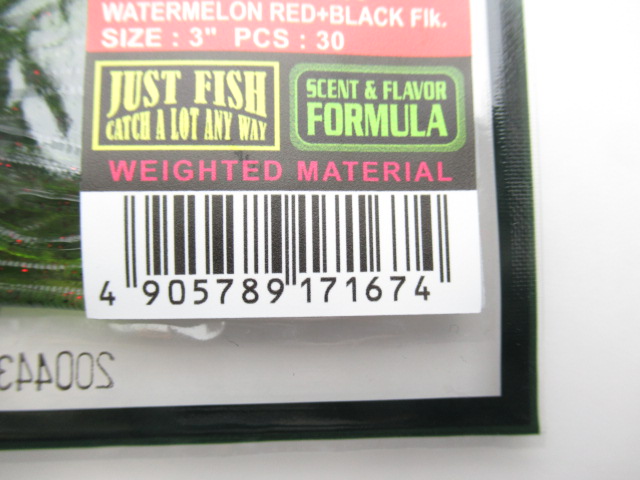 WATERMELON RED+BLACK Flk.
SIZE : 3" PCS : 30
JUST FISH
CATCH A LOT ANY WAY
SCENT & FLAVOR
FORMULA
WEIGHTED MATERIAL
4 905789 171674
200443